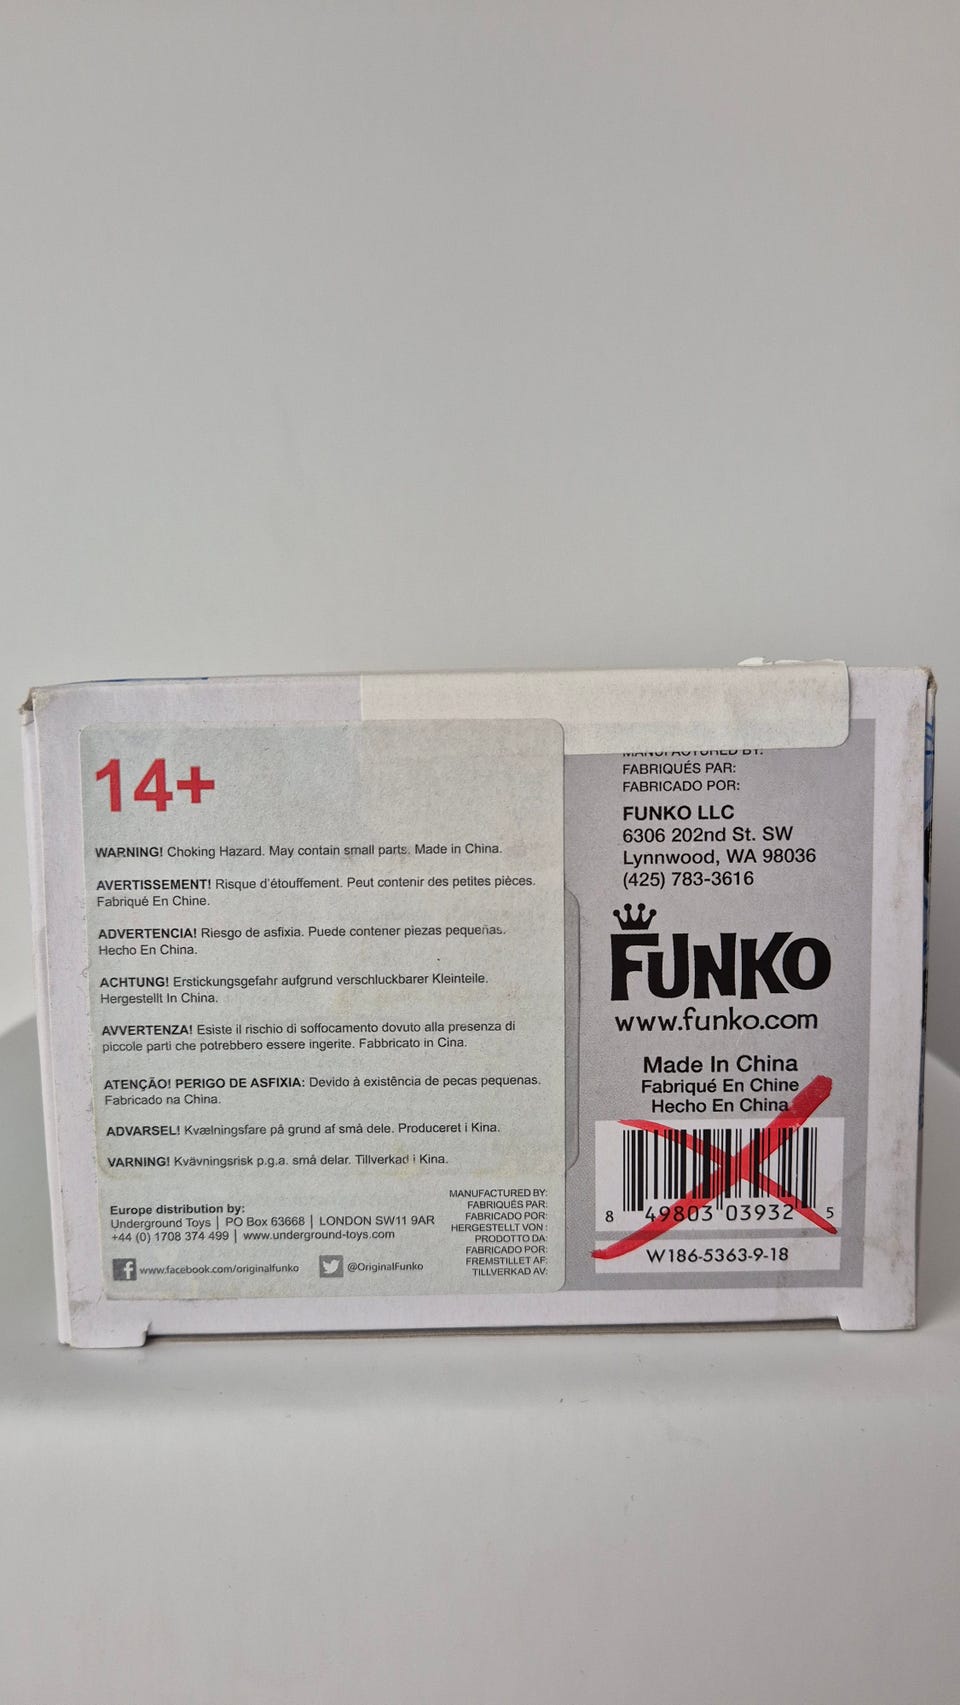 14+
WARNING! Choking Hazard. May contain small parts. Made in China.
AVERTISSEMENT! Risque d'étouffement. Peut contenir des petites pièces.
Fabriqué En Chine.
ADVERTENCIA! Riesgo de asfixia. Puede contener piezas pequeñas.
Hecho En China.
ACHTUNG! Erstickungsgefahr aufgrund verschluckbarer Kleinteile.
Hergestellt In China.
AVVERTENZA! Esiste il rischio di soffocamento dovuto alla presenza di
piccole parti che potrebbero essere ingerite. Fabbricato in Cina.
ATENÇÃO! PERIGO DE ASFIXIA: Devido à existência de pecas pequenas.
Fabricado na China.
ADVARSEL! Kvælningsfare på grund af små dele. Produceret i Kina.
VARNING! Kvävningsrisk p.g.a. små delar. Tillverkad i Kina.
Europe distribution by:
Underground Toys | PO Box 63668 | LONDON SW11 9AR
+44 (0) 1708 374 499 | www.underground-toys.com
www.facebook.com/originalfunko @OriginalFunko
MANUFACTURED BY:
FABRIQUÉS PAR:
FABRICADO POR:
HERGESTELLT VON :
PRODOTTO DA:
FABRICADO POR:
FREMSTILLET AF:
TILLVERKAD AV:
MANUFACTURED BY:
FABRIQUÉS PAR:
FABRICADO POR:
FUNKO LLC
6306 202nd St. SW
Lynnwood, WA 98036
(425) 783-3616
FUNKO
www.funko.com
Made In China
Fabriqué En Chine
Hecho En China
8 49803 03932 5
W186-5363-9-18